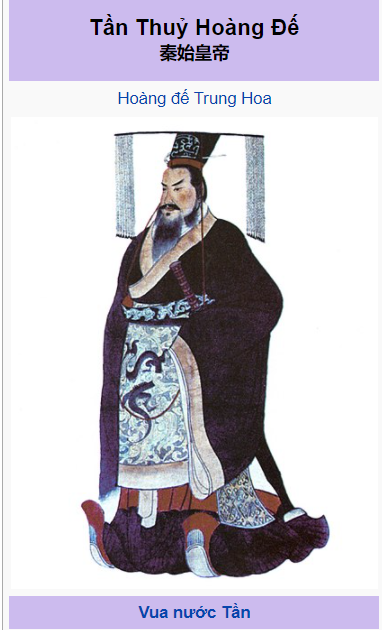 Tần Thuỷ Hoàng Đế
秦始皇帝
Hoàng đế Trung Hoa
Vua nước Tần